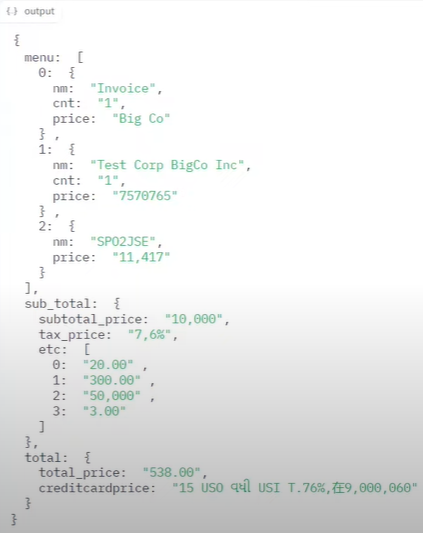 {} output
{
menu: [
0: {
nm: "Invoice",
cnt: "1",
price: "Big Co"
} ,
1: {
nm: "Test Corp BigCo Inc",
cnt: "1",
price: "7570765"
} ,
2: {
nm: "SPO2JSE",
price: "11,417"
}
],
sub_total: {
subtotal_price: "10,000",
tax_price: "7,6%",
etc: [
0: "20.00" ,
1: "300.00" ,
2: "50,000" ,
3: "3.00"
]
},
total: {
total_price: "538.00",
creditcardprice: "15 USO વધી USI T.76%,在9,000,060"
}
}